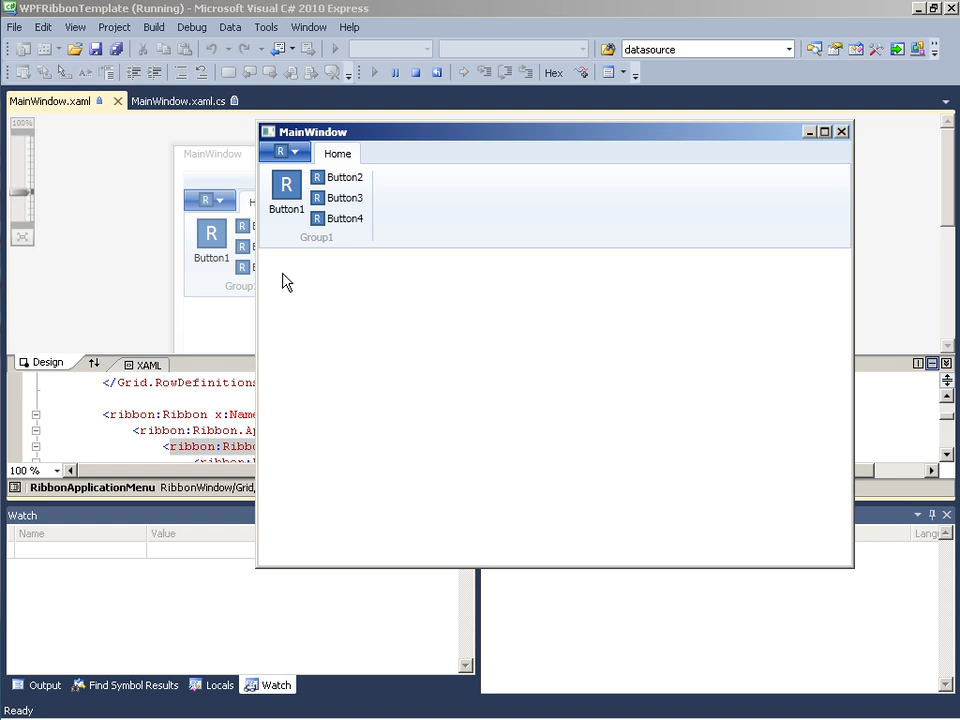 WPFRibbonTemplate (Running) - Microsoft Visual C# 2010 Express
File Edit View Project Build Debug Data Tools Window Help
datasource
Hex
MainWindow.xaml MainWindow.xaml.cs
100%
MainWindow
R
Button1
R
R
R
Group
MainWindow
R Home
R Button1
R Button2
R Button3
R Button4
Group1
Design XAML
</Grid.RowDefinitions
<ribbon:Ribbon x:Name
<ribbon:Ribbon.Ap
<ribbon:Ribbo
100 %
RibbonApplicationMenu RibbonWindow/Grid,
Watch
Name Value Lang
Output Find Symbol Results Locals Watch
Ready